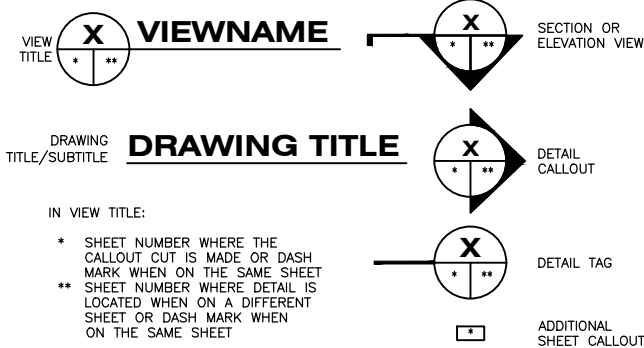 VIEW
TITLE
X
* **
VIEWNAME
X
* **
SECTION OR
ELEVATION VIEW
DRAWING
TITLE/SUBTITLE
DRAWING TITLE
X
* **
DETAIL
CALLOUT
IN VIEW TITLE:
* SHEET NUMBER WHERE THE
CALLOUT CUT IS MADE OR DASH
MARK WHEN ON THE SAME SHEET
** SHEET NUMBER WHERE DETAIL IS
LOCATED WHEN ON A DIFFERENT
SHEET OR DASH MARK WHEN
ON THE SAME SHEET
X
* **
DETAIL TAG
*
ADDITIONAL
SHEET CALLOUT